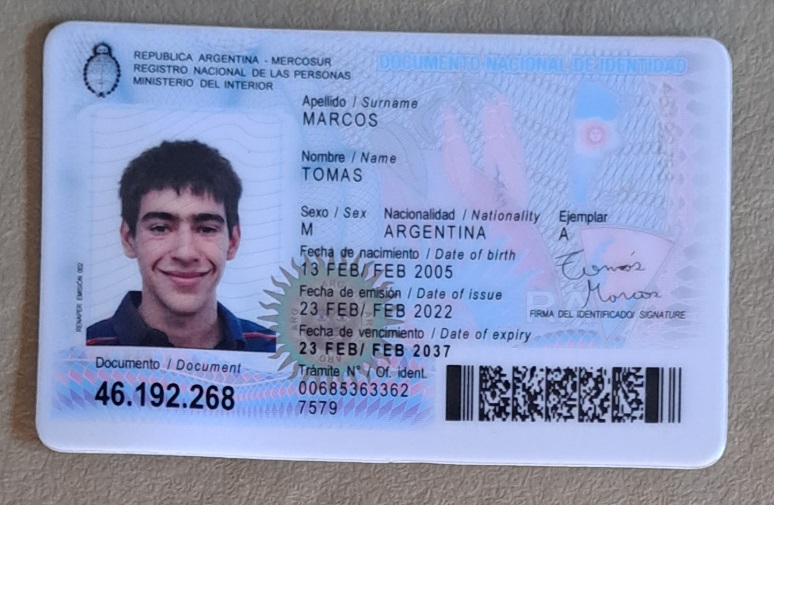 REPUBLICA ARGENTINA - MERCOSUR
REGISTRO NACIONAL DE LAS PERSONAS
MINISTERIO DEL INTERIOR
DOCUMENTO NACIONAL DE IDENTIDAD
Apellido / Surname
MARCOS
Nombre / Name
TOMAS
Sexo / Sex Nacionalidad / Nationality Ejemplar
M ARGENTINA A
Fecha de nacimiento / Date of birth
13 FEB/ FEB 2005
Fecha de emisión / Date of issue
23 FEB/ FEB 2022
Tomás
Marcos
FIRMA DEL IDENTIFICADO/ SIGNATURE
Fecha de vencimiento / Date of expiry
23 FEB/ FEB 2037
RENAPER EMISIÓN 002
Documento / Document
46.192.268
Trámite N° / Of. ident.
00685363362
7579